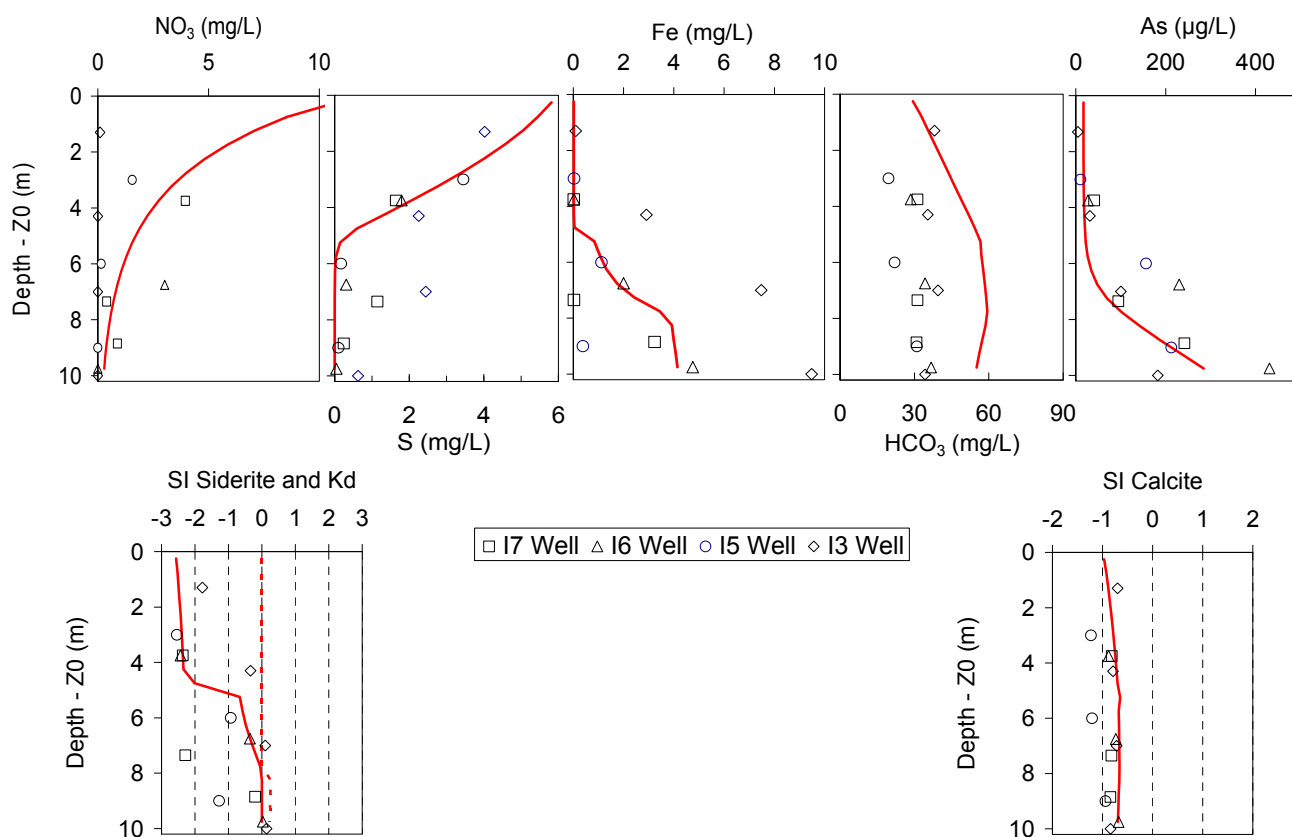 NO₃ (mg/L)
Fe (mg/L)
As (µg/L)
0 5 10
0 2 4 6 8 10
0 200 400
0
2
4
6
8
10
Depth - Z0 (m)
0 2 4 6
0 30 60 90
S (mg/L)
HCO₃ (mg/L)
SI Siderite and Kd
SI Calcite
-3 -2 -1 0 1 2 3
-2 -1 0 1 2
I7 Well I6 Well I5 Well I3 Well
0
2
4
6
8
10
Depth - Z0 (m)
0
2
4
6
8
10
Depth - Z0 (m)